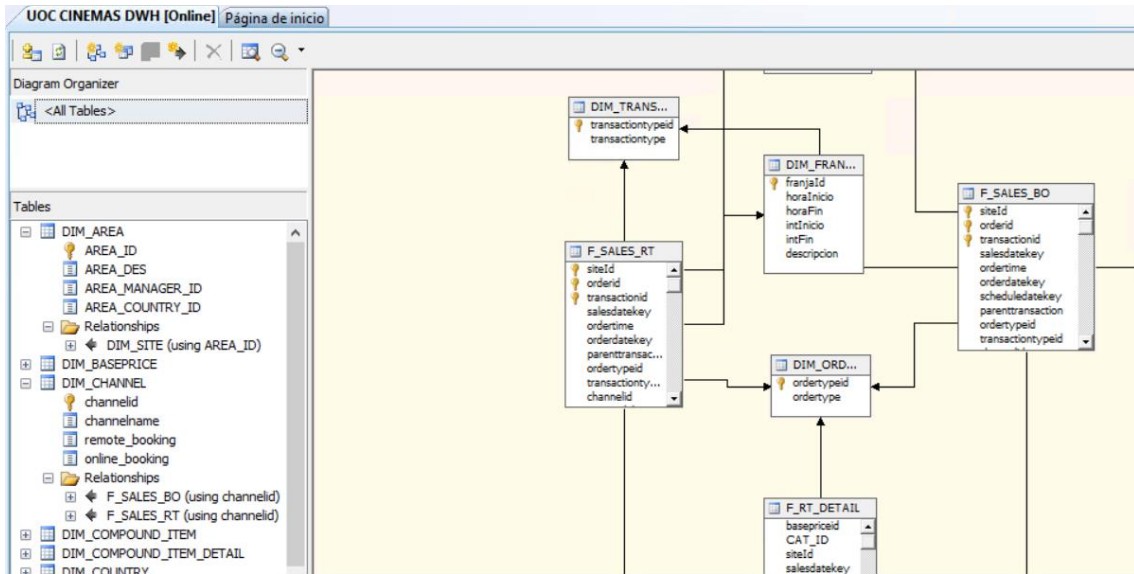 UOC CINEMAS DWH [Online]
Página de inicio
Diagram Organizer
<All Tables>
Tables
DIM_AREA
AREA_ID
AREA_DES
AREA_MANAGER_ID
AREA_COUNTRY_ID
Relationships
DIM_SITE (using AREA_ID)
DIM_BASEPRICE
DIM_CHANNEL
channelid
channelname
remote_booking
online_booking
Relationships
F_SALES_BO (using channelid)
F_SALES_RT (using channelid)
DIM_COMPOUND_ITEM
DIM_COMPOUND_ITEM_DETAIL
DIM_COUNTRY
DIM_TRANS...
transactiontypeid
transactiontype
DIM_FRAN...
franjaId
horaInicio
horaFin
intInicio
intFin
descripcion
F_SALES_BO
siteId
orderid
transactionid
salesdatekey
ordertime
orderdatekey
scheduledatekey
parenttransaction
ordertypeid
transactiontypeid
F_SALES_RT
siteId
orderid
transactionid
salesdatekey
ordertime
orderdatekey
parenttransac...
ordertypeid
transactionty...
channelid
DIM_ORD...
ordertypeid
ordertype
F_RT_DETAIL
basepriceid
CAT_ID
siteId
salesdatekey